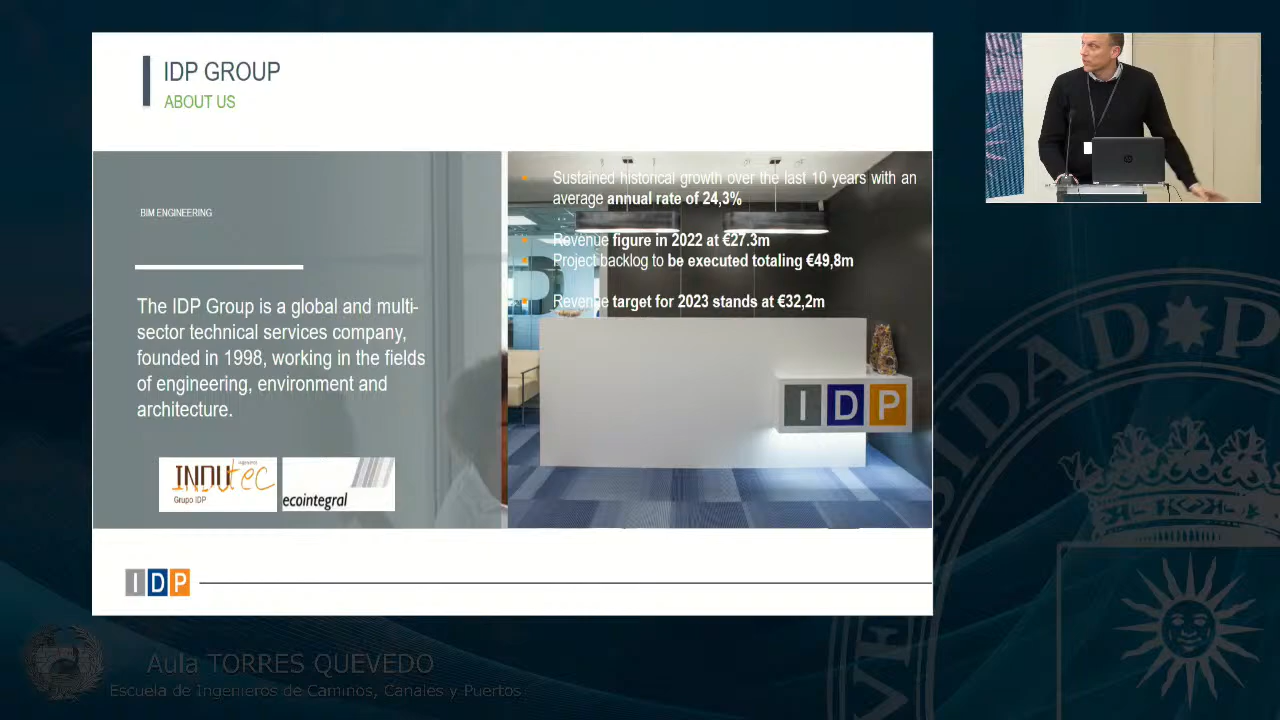 IDP GROUP
ABOUT US
BIM ENGINEERING
The IDP Group is a global and multi-
sector technical services company,
founded in 1998, working in the fields
of engineering, environment and
architecture.
INDUtec
Grupo IDP
ecointegral
Sustained historical growth over the last 10 years with an
average annual rate of 24,3%
Revenue figure in 2022 at €27.3m
Project backlog to be executed totaling €49,8m
Revenue target for 2023 stands at €32,2m
IDP
IDP
Aula TORRES QUEVEDO
Escuela de Ingenieros de Caminos, Canales y Puertos